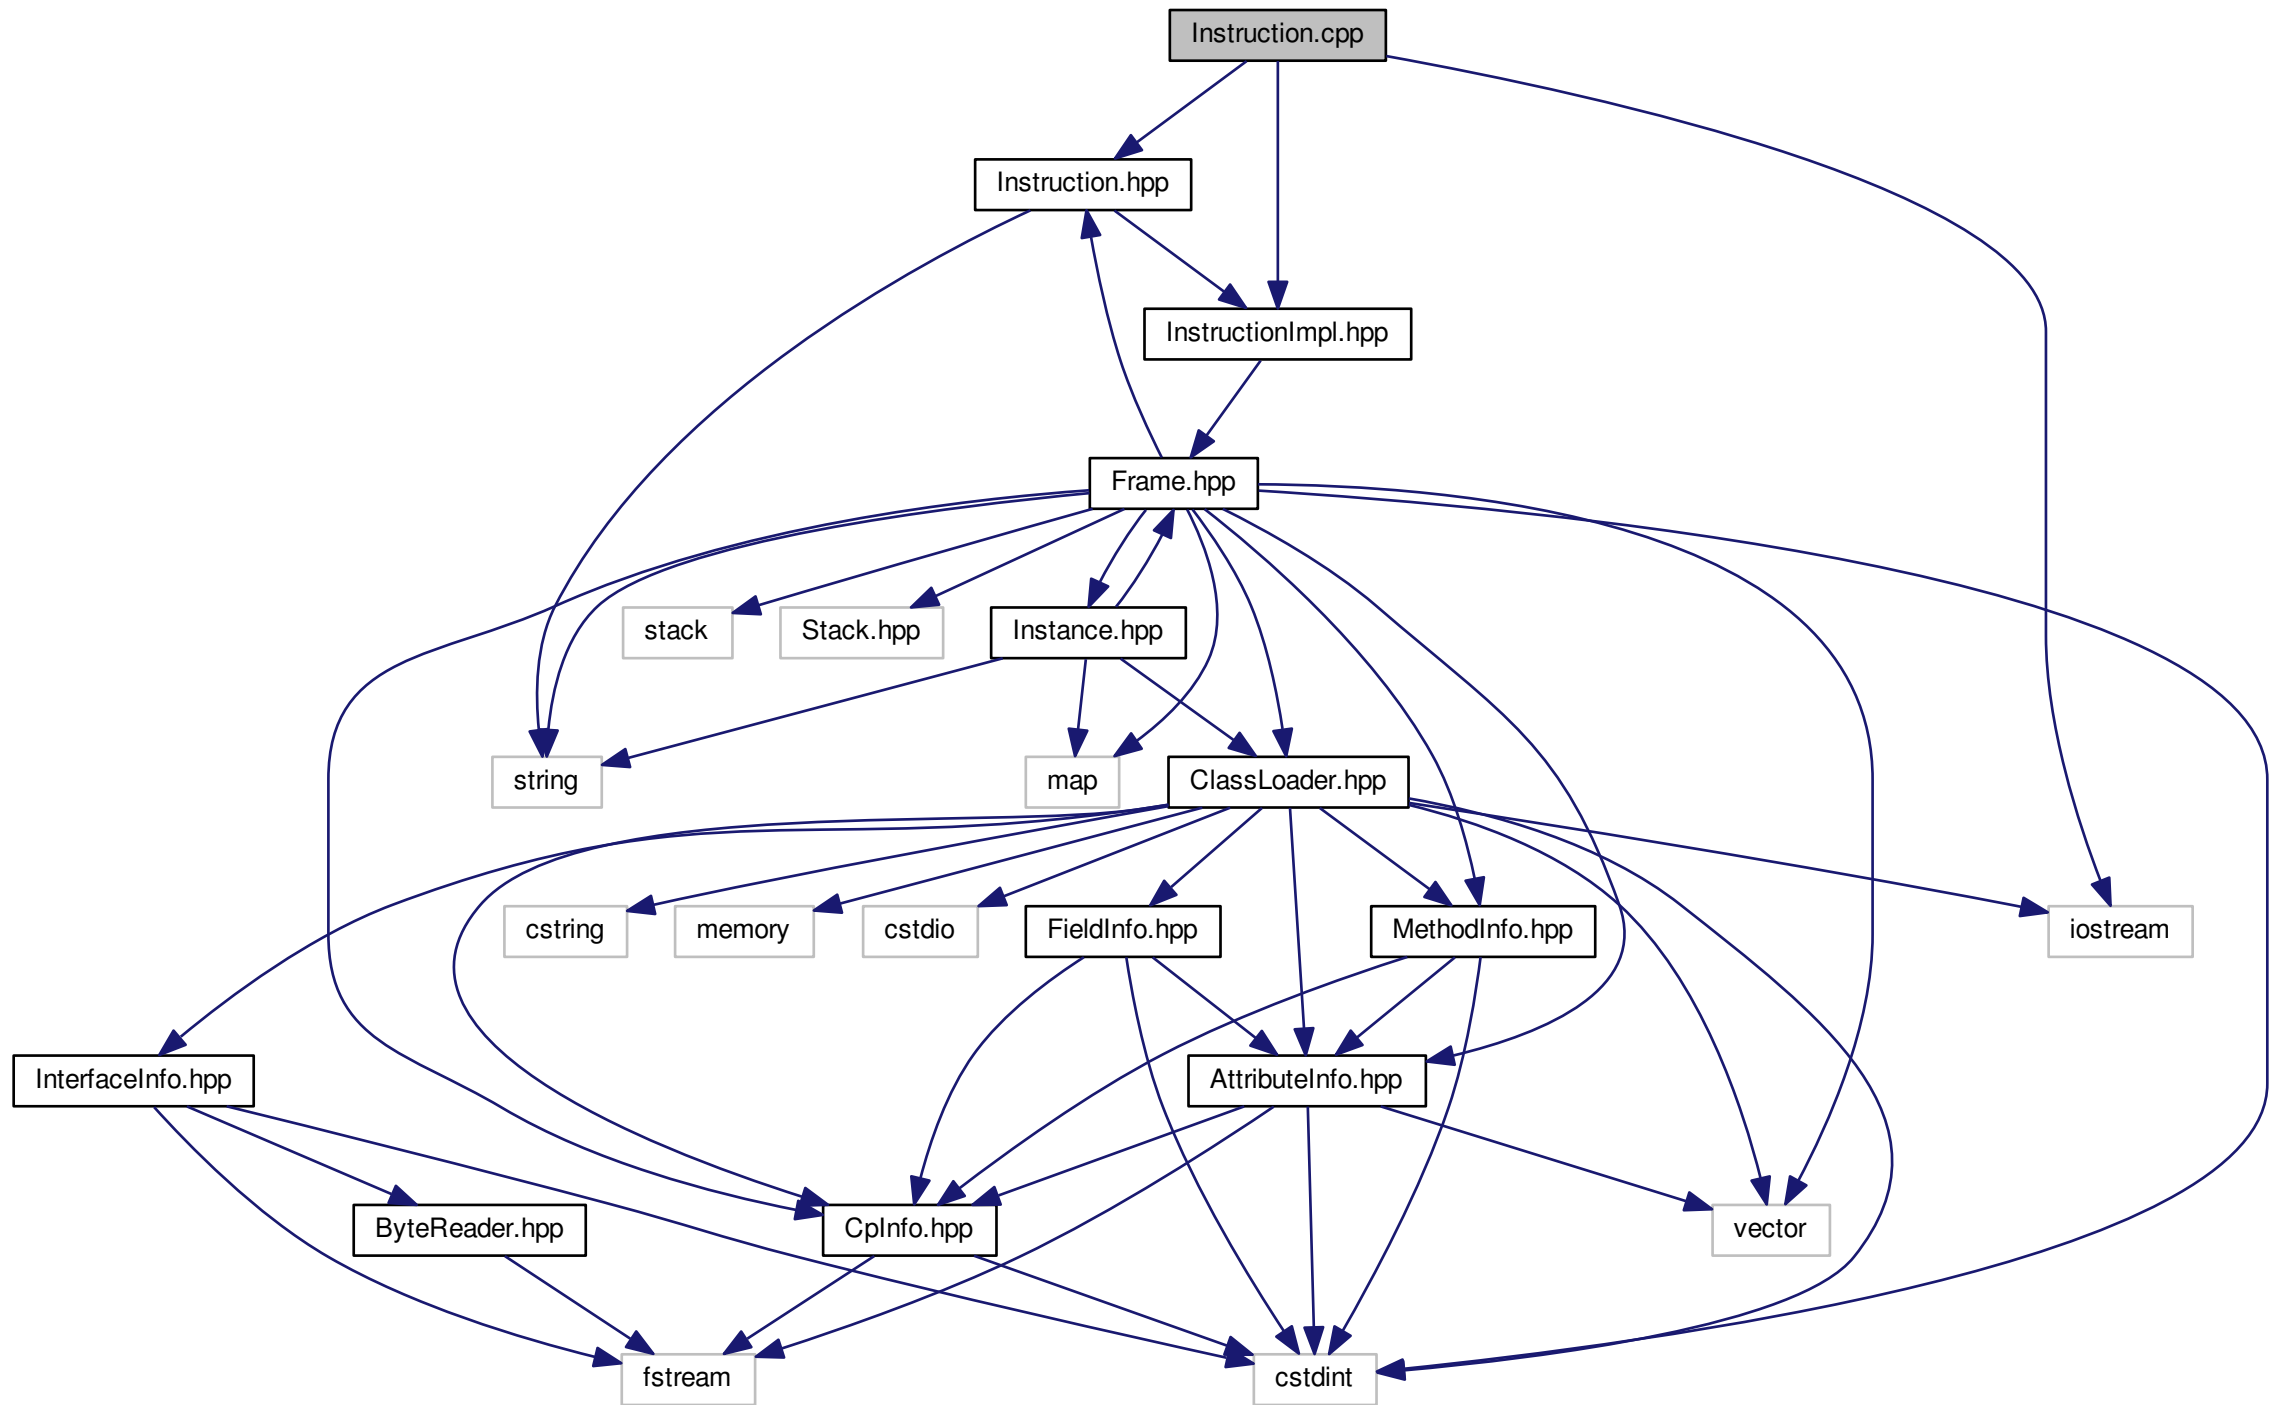 Instruction.cpp
Instruction.hpp
InstructionImpl.hpp
Frame.hpp
stack
Stack.hpp
Instance.hpp
string
map
ClassLoader.hpp
cstring
memory
cstdio
FieldInfo.hpp
MethodInfo.hpp
iostream
InterfaceInfo.hpp
AttributeInfo.hpp
ByteReader.hpp
CpInfo.hpp
vector
fstream
cstdint